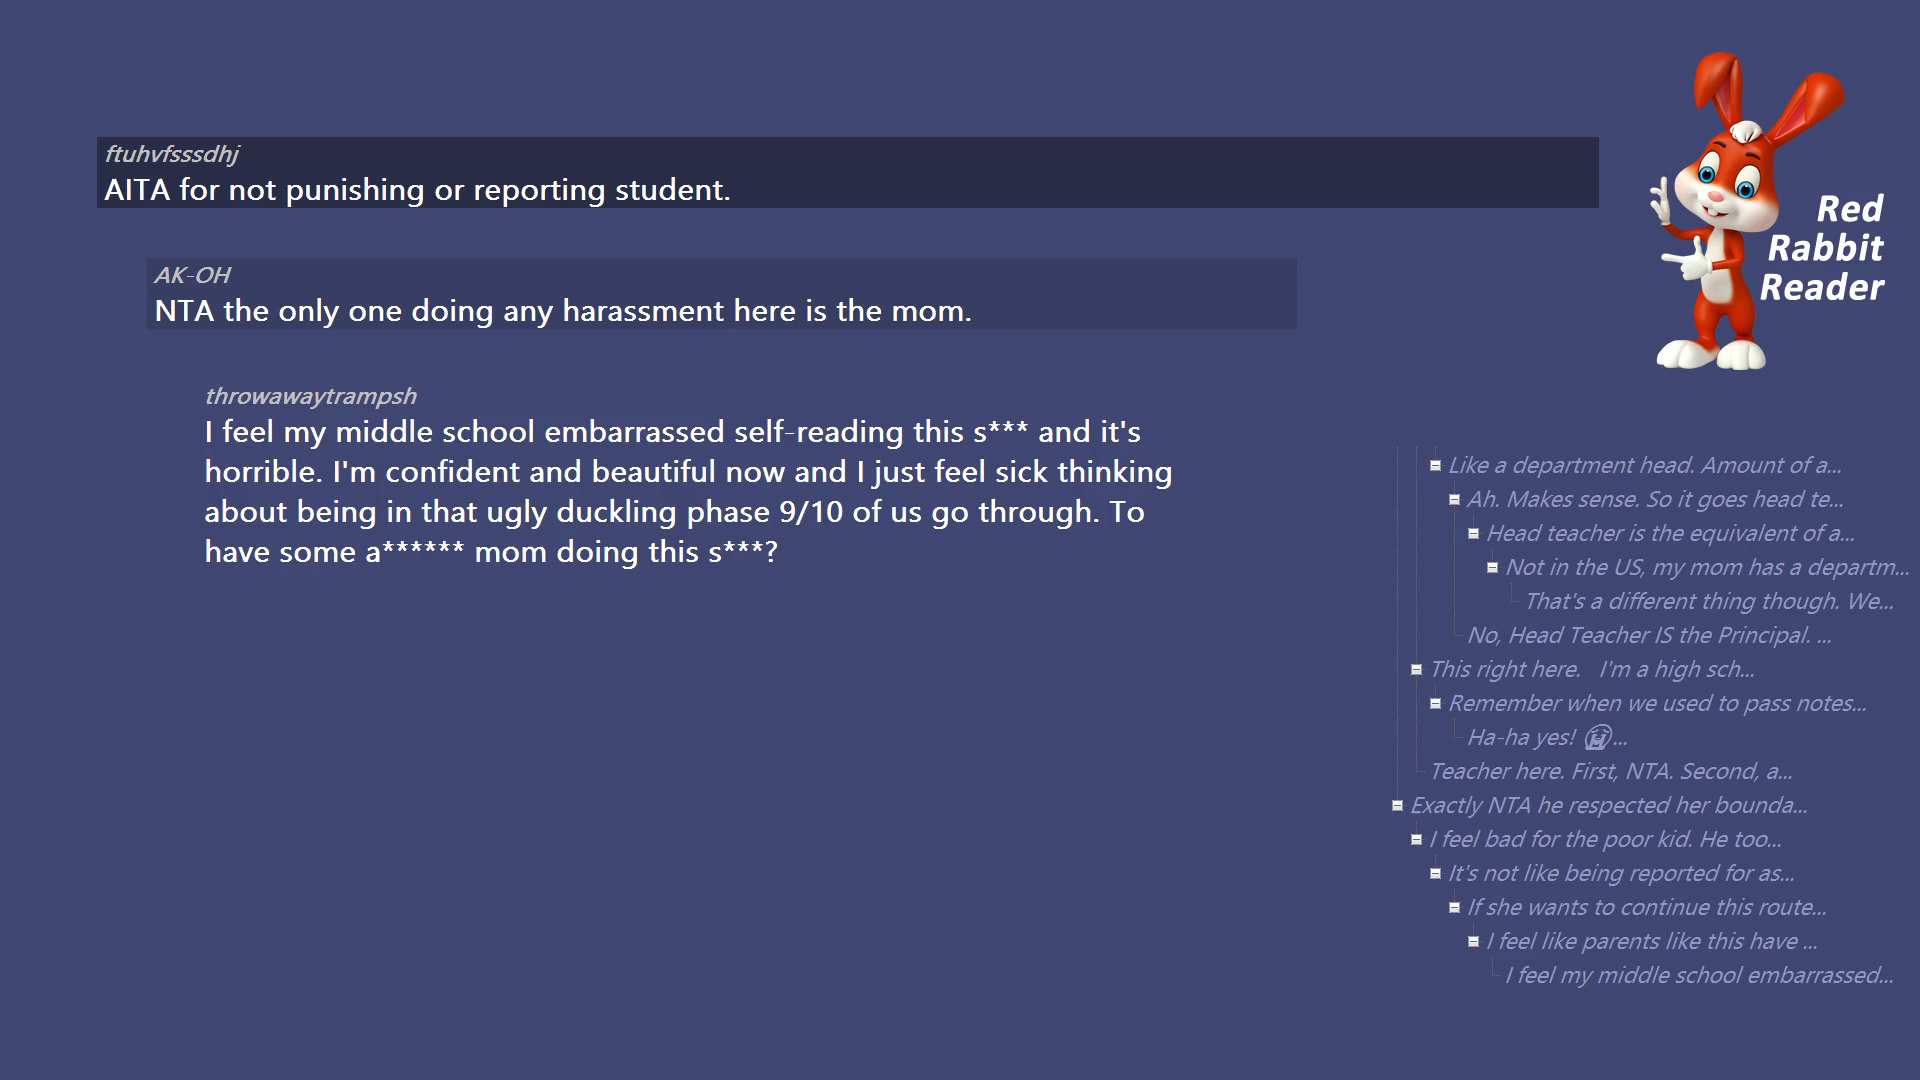 ftuhvfsssdhj
AITA for not punishing or reporting student.
AK-OH
NTA the only one doing any harassment here is the mom.
throwawaytrampsh
I feel my middle school embarrassed self-reading this s*** and it's
horrible. I'm confident and beautiful now and I just feel sick thinking
about being in that ugly duckling phase 9/10 of us go through. To
have some a****** mom doing this s***?
Red
Rabbit
Reader
Like a department head. Amount of a...
Ah. Makes sense. So it goes head te...
Head teacher is the equivalent of a...
Not in the US, my mom has a departm...
That's a different thing though. We...
No, Head Teacher IS the Principal. ...
This right here.   I'm a high sch...
Remember when we used to pass notes...
Ha-ha yes! 😭...
Teacher here. First, NTA. Second, a...
Exactly NTA he respected her bounda...
I feel bad for the poor kid. He too...
It's not like being reported for as...
If she wants to continue this route...
I feel like parents like this have ...
I feel my middle school embarrassed...